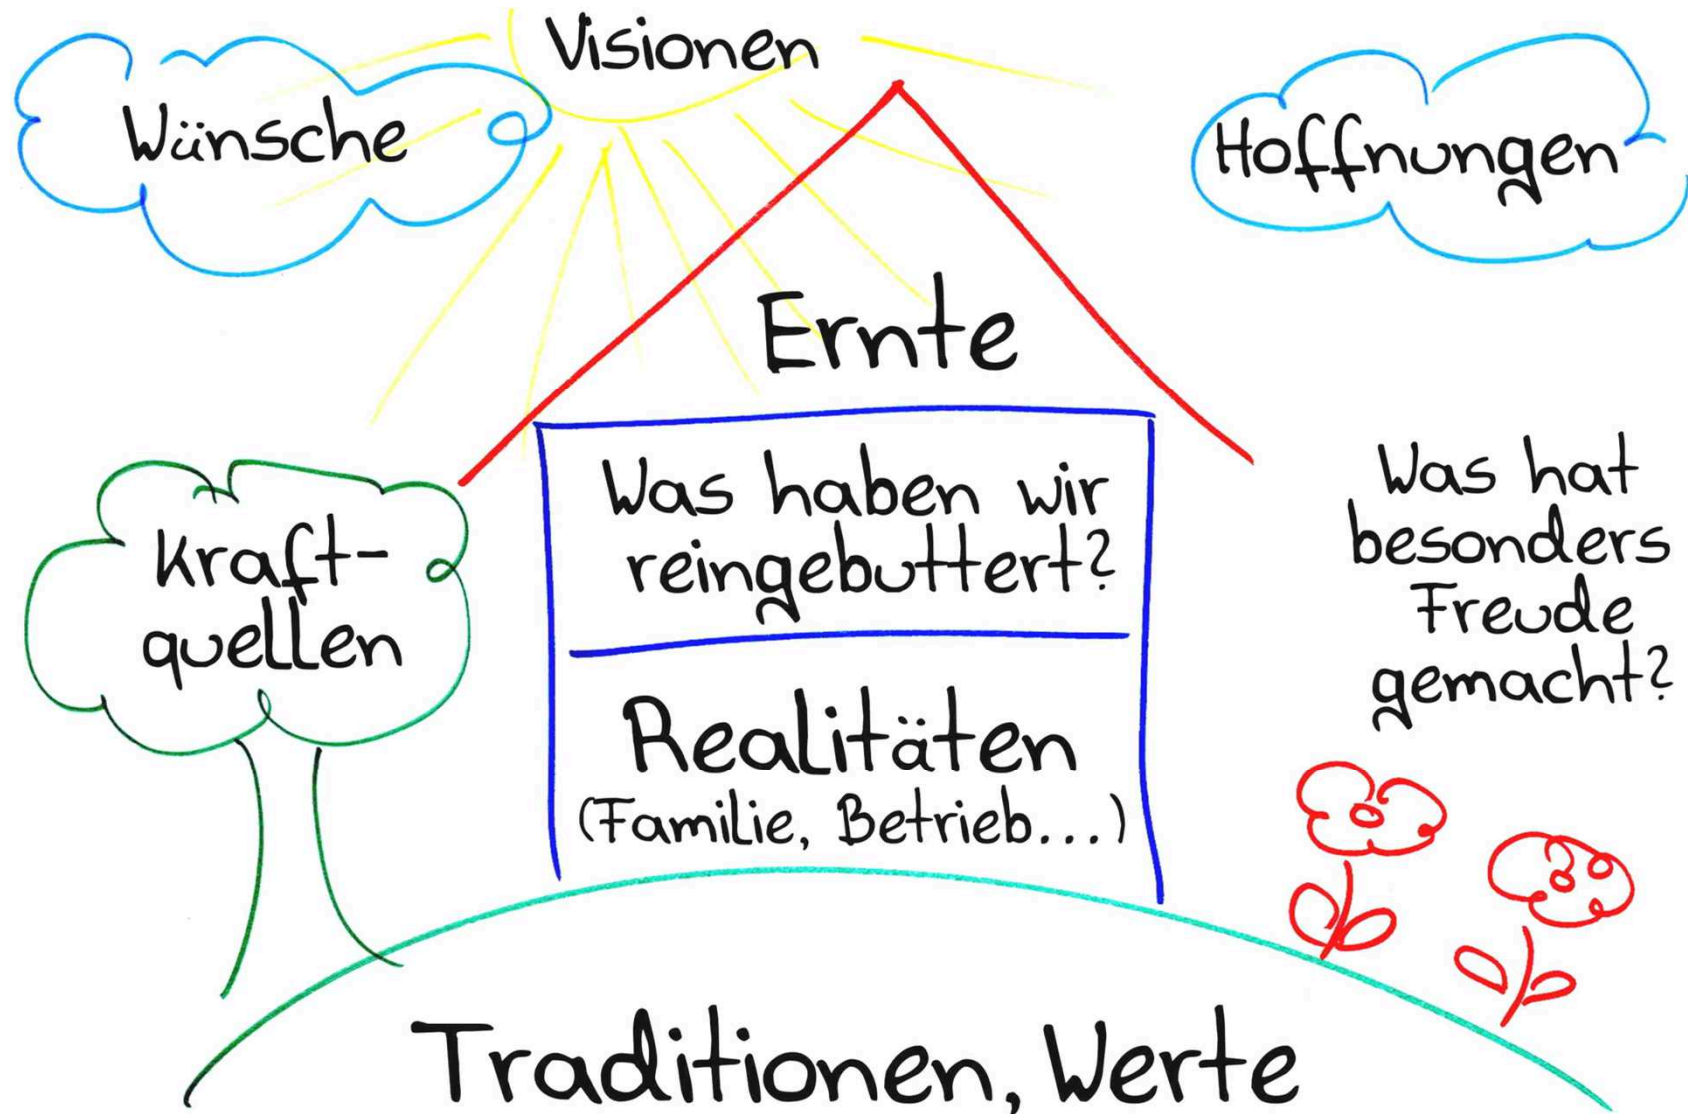 Visionen
Wünsche
Hoffnungen
Ernte
Was haben wir
reingebuttert?
Kraft-
quellen
Was hat
besonders
Freude
gemacht?
Realitäten
(Familie, Betrieb...)
Traditionen, Werte